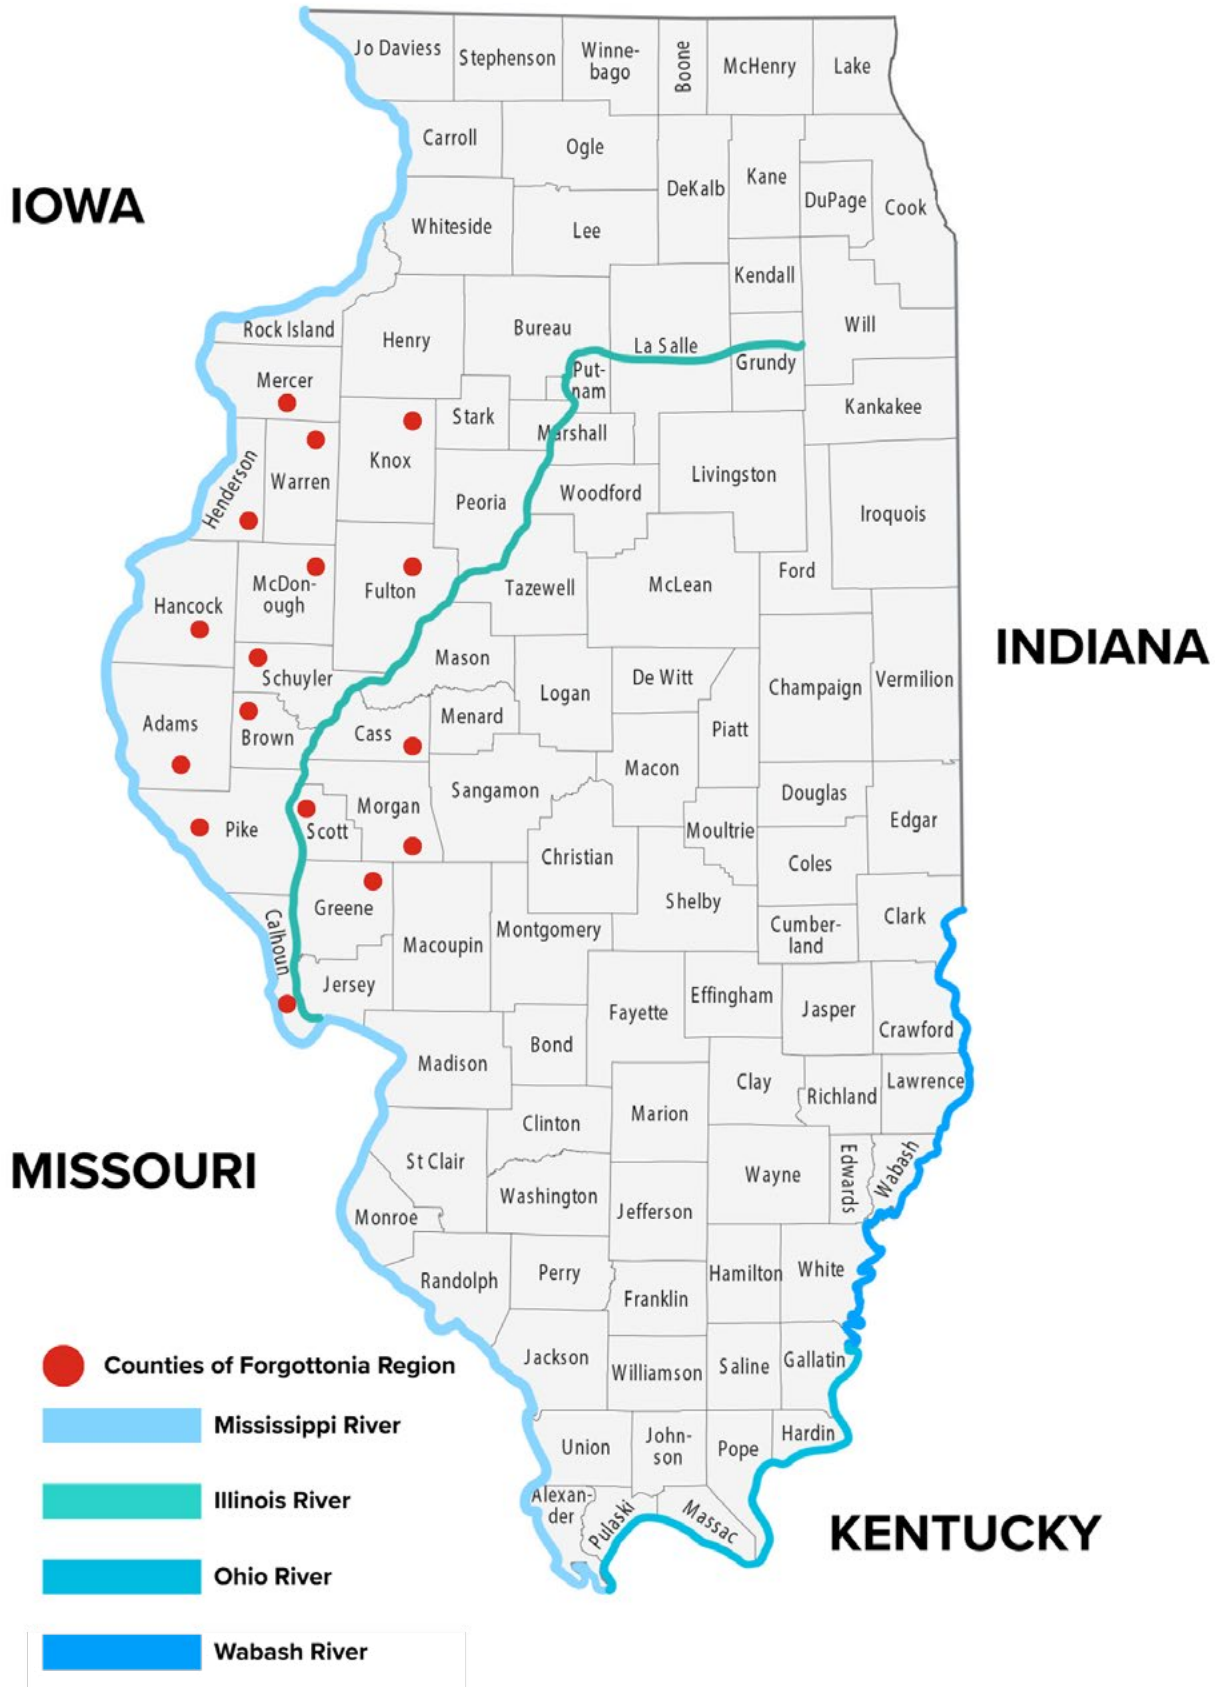 Jo Daviess
Stephenson
Winne-
bago
Boone
McHenry
Lake
Carroll
Ogle
DeKalb
Kane
DuPage
Cook
IOWA
Whiteside
Lee
Kendall
Will
Rock Island
Henry
Bureau
La Salle
Grundy
Put-
nam
Mercer
Stark
Kankakee
Marshall
Knox
Henderson
Warren
Peoria
Woodford
Livingston
Iroquois
McDon-
ough
Fulton
Tazewell
McLean
Ford
Hancock
INDIANA
Schuyler
Mason
Logan
De Witt
Champaign
Vermilion
Adams
Brown
Cass
Menard
Piatt
Macon
Sangamon
Douglas
Edgar
Pike
Scott
Morgan
Moultrie
Christian
Coles
Greene
Shelby
Clark
Calhoun
Macoupin
Montgomery
Cumber-
land
Jersey
Fayette
Effingham
Jasper
Crawford
Madison
Bond
Clay
Richland
Lawrence
Marion
Clinton
MISSOURI
St Clair
Washington
Wayne
Edwards
Wabash
Monroe
Jefferson
Randolph
Perry
Hamilton
White
Franklin
Jackson
Williamson
Saline
Gallatin
Counties of Forgottonia Region
Mississippi River
Union
John-
son
Pope
Hardin
Illinois River
Alexan-
der
Pulaski
Massac
KENTUCKY
Ohio River
Wabash River